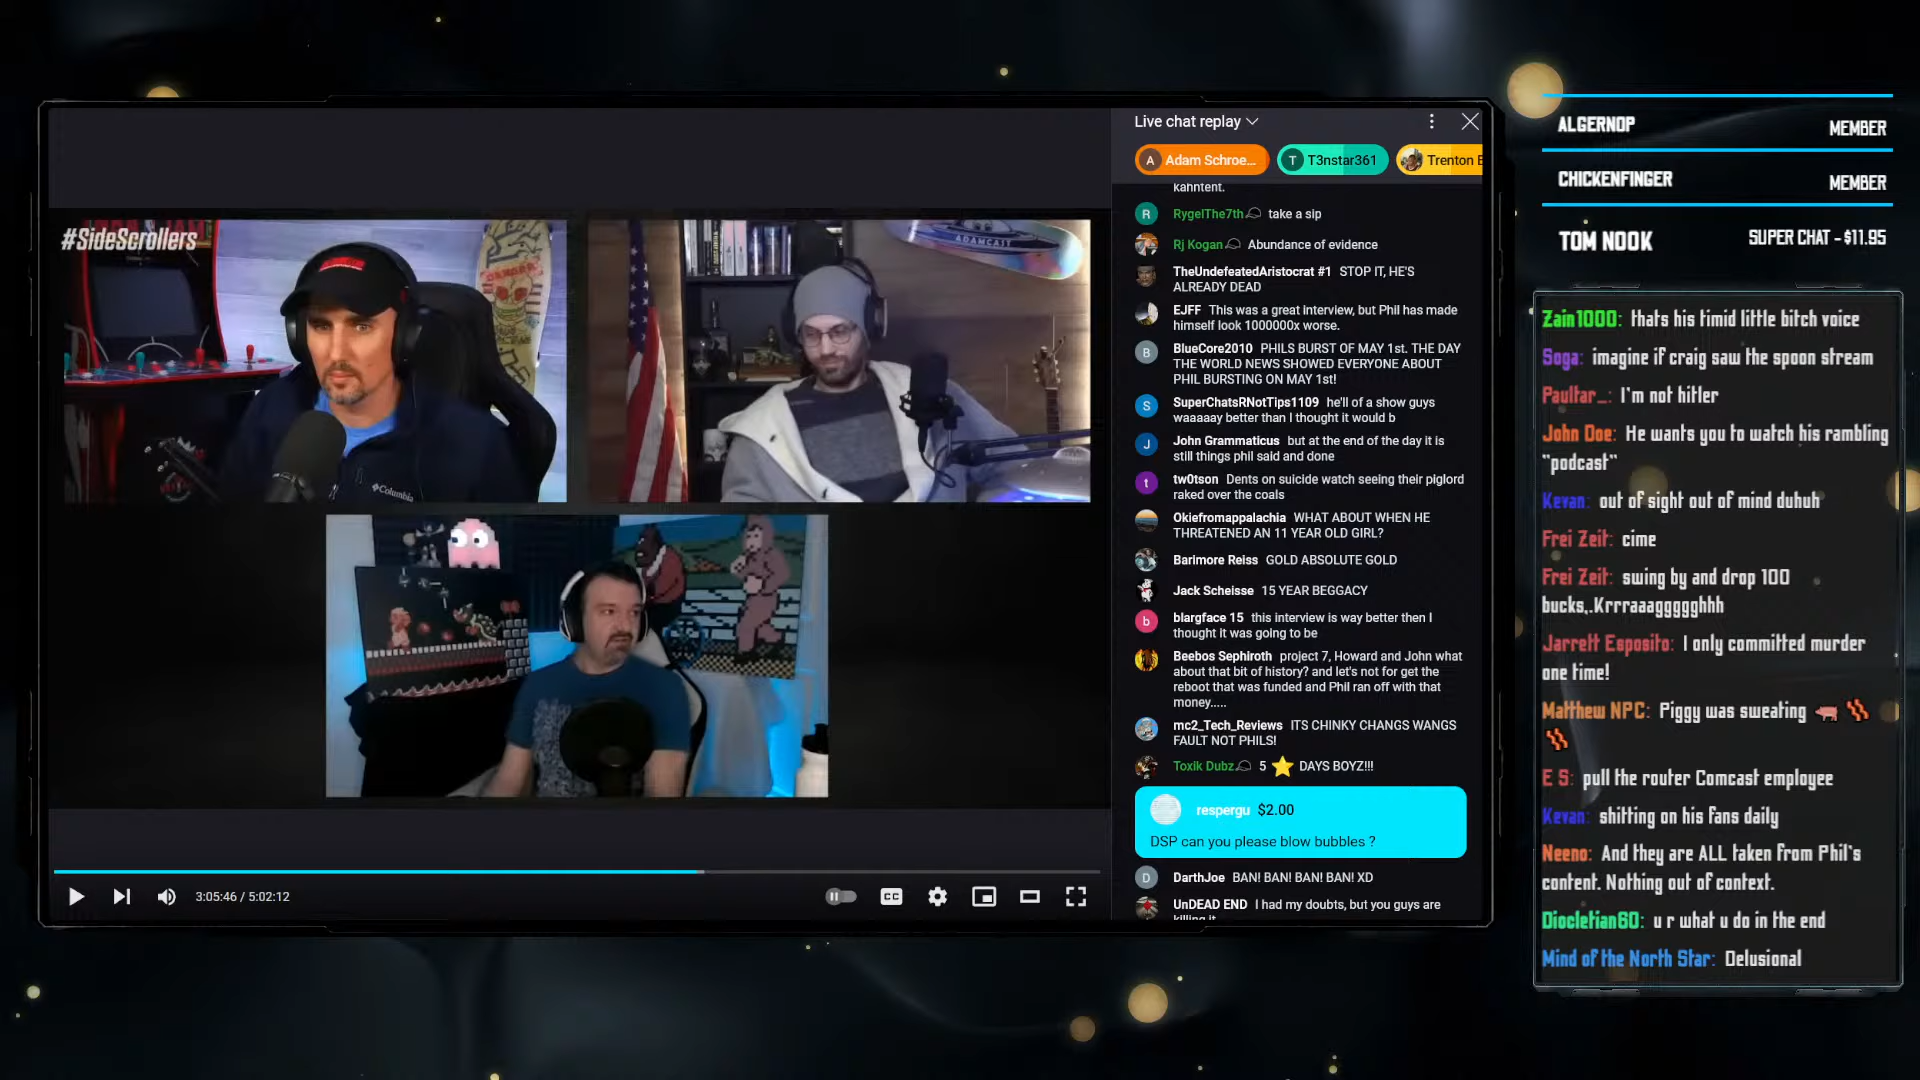 #SideScrollers
ADAMCAST
Columbia
3:05:46 / 5:02:12
CC
Live chat replay
A Adam Schroe...
T T3nstar361
Trenton B
kahntent.
R RygelThe7th take a sip
Rj Kogan Abundance of evidence
TheUndefeatedAristocrat #1 STOP IT, HE'S
ALREADY DEAD
EJFF This was a great interview, but Phil has made
himself look 1000000x worse.
B BlueCore2010 PHILS BURST OF MAY 1st. THE DAY
THE WORLD NEWS SHOWED EVERYONE ABOUT
PHIL BURSTING ON MAY 1st!
S SuperChatsRNotTips1109 he'll of a show guys
waaaaay better than I thought it would b
J John Grammaticus but at the end of the day it is
still things phil said and done
t tw0tson Dents on suicide watch seeing their piglord
raked over the coals
Okiefromappalachia WHAT ABOUT WHEN HE
THREATENED AN 11 YEAR OLD GIRL?
Barimore Reiss GOLD ABSOLUTE GOLD
Jack Scheisse 15 YEAR BEGGACY
b blargface 15 this interview is way better then I
thought it was going to be
Beebos Sephiroth project 7, Howard and John what
about that bit of history? and let's not for get the
reboot that was funded and Phil ran off with that
money.....
mc2_Tech_Reviews ITS CHINKY CHANGS WANGS
FAULT NOT PHILS!
Toxik Dubz 5 ⭐ DAYS BOYZ!!!
respergu $2.00
DSP can you please blow bubbles ?
D DarthJoe BAN! BAN! BAN! BAN! XD
UnDEAD END I had my doubts, but you guys are
killing it
ALGERNOP MEMBER
CHICKENFINGER MEMBER
TOM NOOK SUPER CHAT - $11.95
Zain1000: thats his timid little bitch voice
Soga: imagine if craig saw the spoon stream
Paultar_: I'm not hitler
John Doe: He wants you to watch his rambling
"podcast"
Kevan: out of sight out of mind duhuh
Frei Zeit: cime
Frei Zeit: swing by and drop 100
bucks,.Krrraaagggghhh
Jarrett Esposito: I only committed murder
one time!
Matthew NPC: Piggy was sweating 🐖 🥓
🥓
E S: pull the router Comcast employee
Kevan: shitting on his fans daily
Neeno: And they are ALL taken from Phil's
content. Nothing out of context.
Diocletian60: u r what u do in the end
Mind of the North Star: Delusional